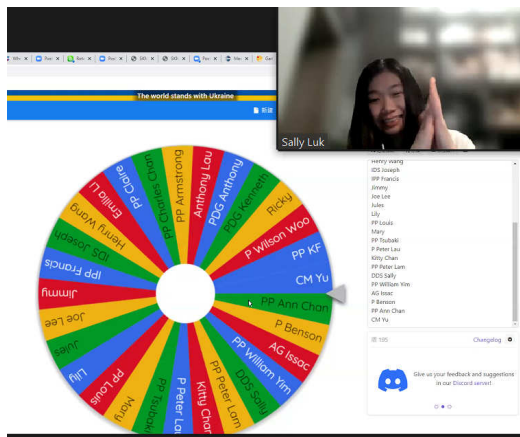 The world stands with Ukraine
新建
Sally Luk
Anthony Lau
PDG Anthony
PDG Kenneth
Ricky
P Wilson Woo
PP KF
CM Yu
PP Ann Chan
P Benson
AG Issac
PP William Yim
DDS Sally
PP Peter Lam
Kitty Chan
P Peter Lau
PP Tsubaki
Mary
PP Louis
Lily
Jules
Joe Lee
Jimmy
IPP Francis
IDS Joseph
Henry Wang
Emilia Li
PP Claire
PP Charles Chan
PP Armstrong
Henry Wang
IDS Joseph
IPP Francis
Jimmy
Joe Lee
Jules
Lily
PP Louis
Mary
PP Tsubaki
P Peter Lau
Kitty Chan
PP Peter Lam
DDS Sally
PP William Yim
AG Issac
P Benson
PP Ann Chan
CM Yu
Changelog
Give us your feedback and suggestions
in our Discord server!